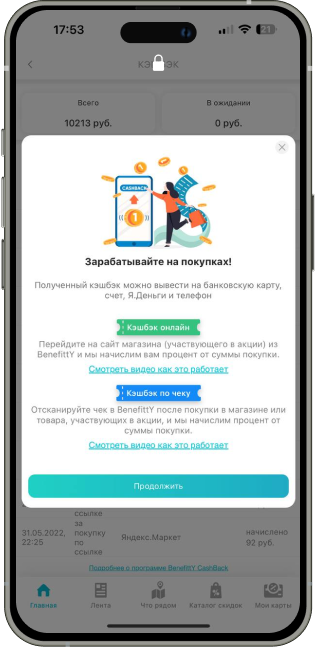 17:53
21
КЭШБЭК
Всего
В ожидании
10213 руб.
0 руб.
CASHBACK
1
Зарабатывайте на покупках!
Полученный кэшбэк можно вывести на банковскую карту,
счет, Я.Деньги и телефон
Кэшбэк онлайн
Перейдите на сайт магазина (участвующего в акции) из
BenefittY и мы начислим вам процент от суммы покупки.
Смотреть видео как это работает
Кэшбэк по чеку
Отсканируйте чек в BenefittY после покупки в магазине или
товара, участвующих в акции, и мы начислим процент от
суммы покупки.
Смотреть видео как это работает
Продолжить
ссылке
за
31.05.2022,
22:25
покупку
по
ссылке
Яндекс.Маркет
начислено
92 руб.
Подробнее о программе BenefittY CashBack
Главная
Лента
Что рядом
Каталог скидок
Мои карты